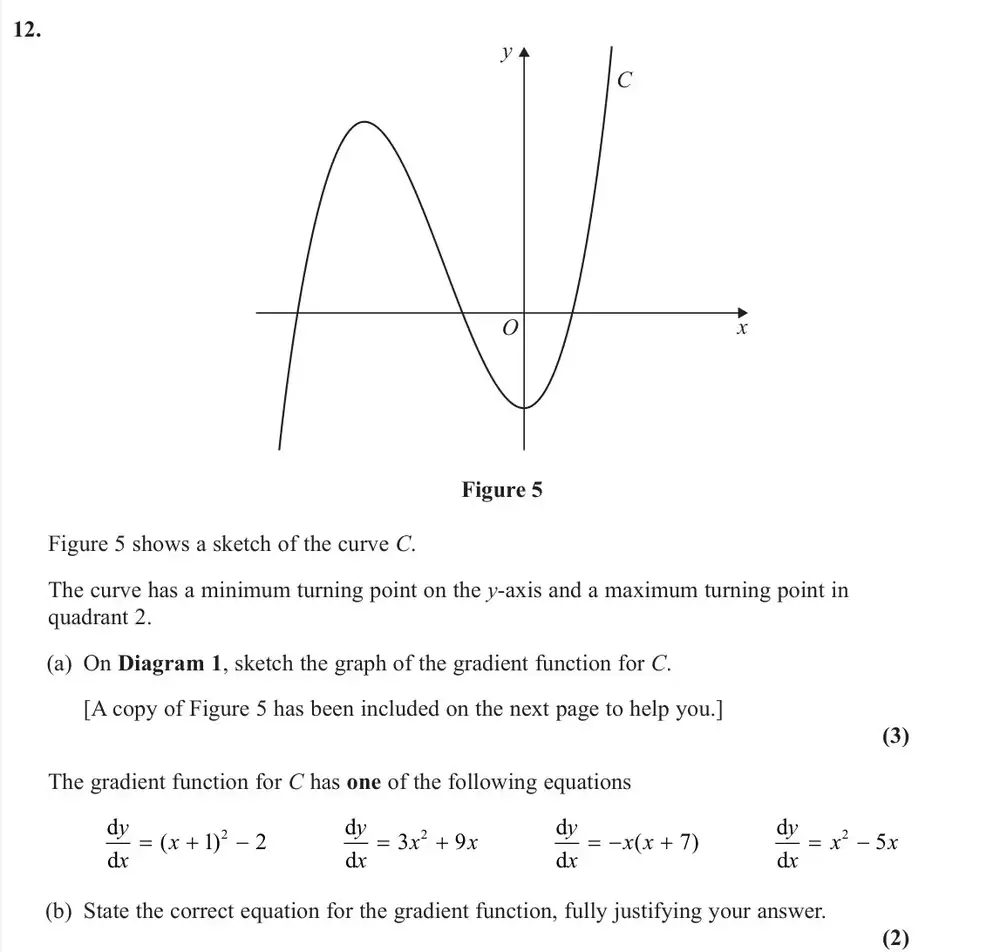 12.
y
C
O
x
Figure 5
Figure 5 shows a sketch of the curve C.
The curve has a minimum turning point on the y-axis and a maximum turning point in
quadrant 2.
(a) On Diagram 1, sketch the graph of the gradient function for C.
[A copy of Figure 5 has been included on the next page to help you.]
(3)
The gradient function for C has one of the following equations
dy/dx = (x + 1)² − 2 dy/dx = 3x² + 9x dy/dx = −x(x + 7) dy/dx = x² − 5x
(b) State the correct equation for the gradient function, fully justifying your answer.
(2)